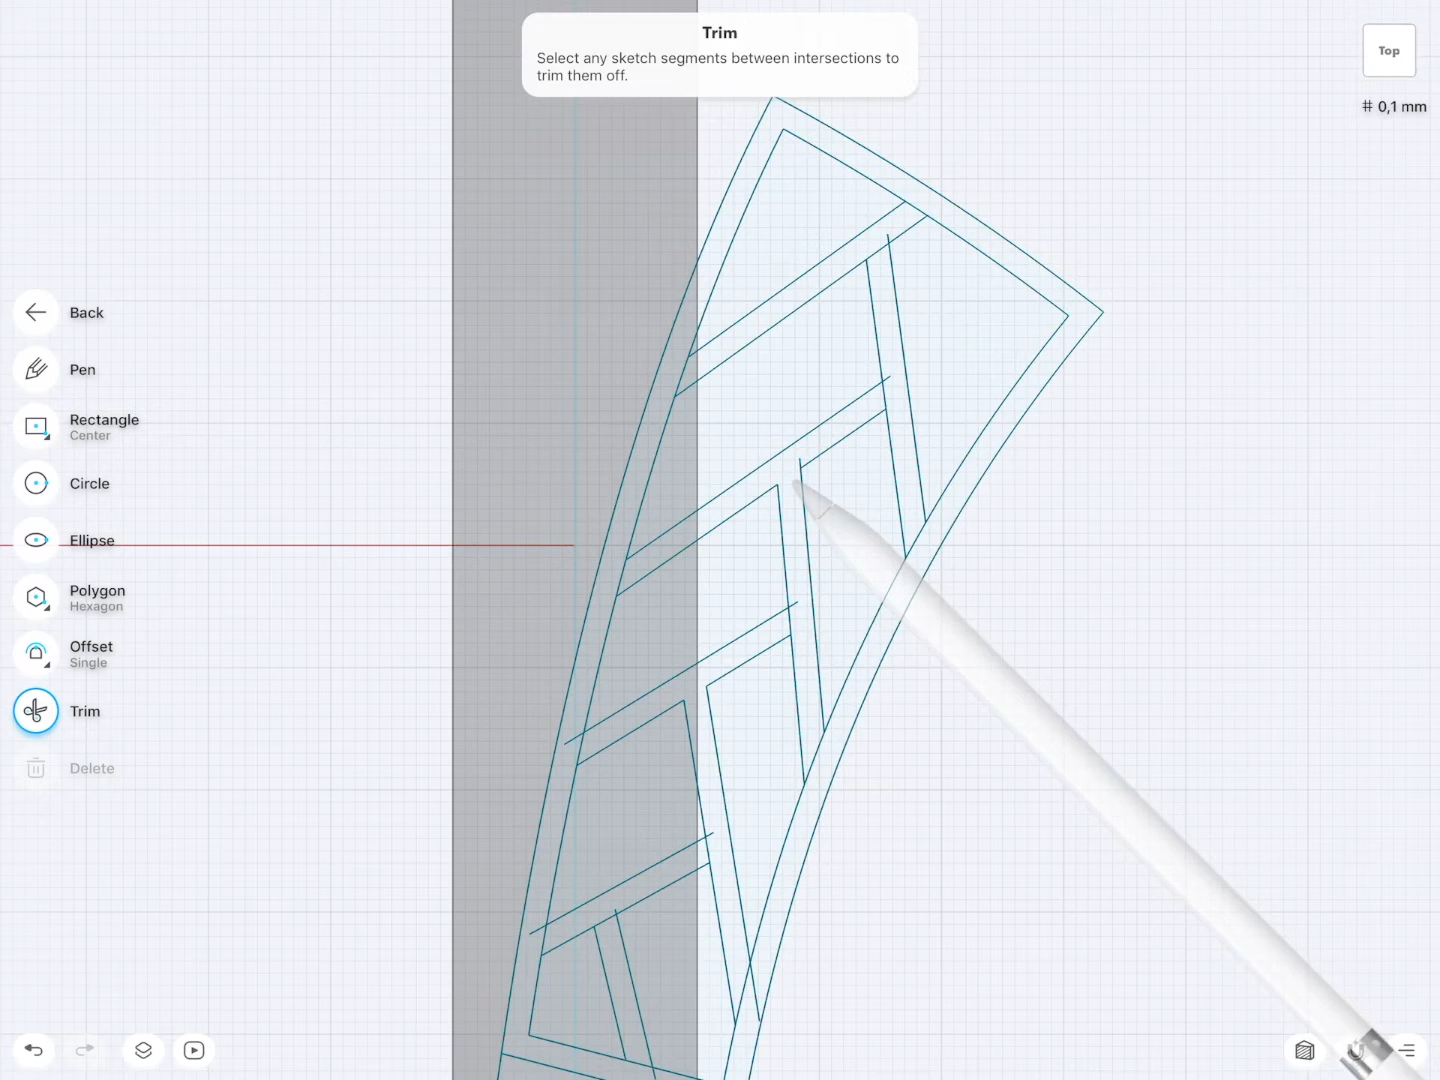 Trim
Select any sketch segments between intersections to
trim them off.
Top
0,1 mm
Back
Pen
Rectangle
Center
Circle
Ellipse
Polygon
Hexagon
Offset
Single
Trim
Delete